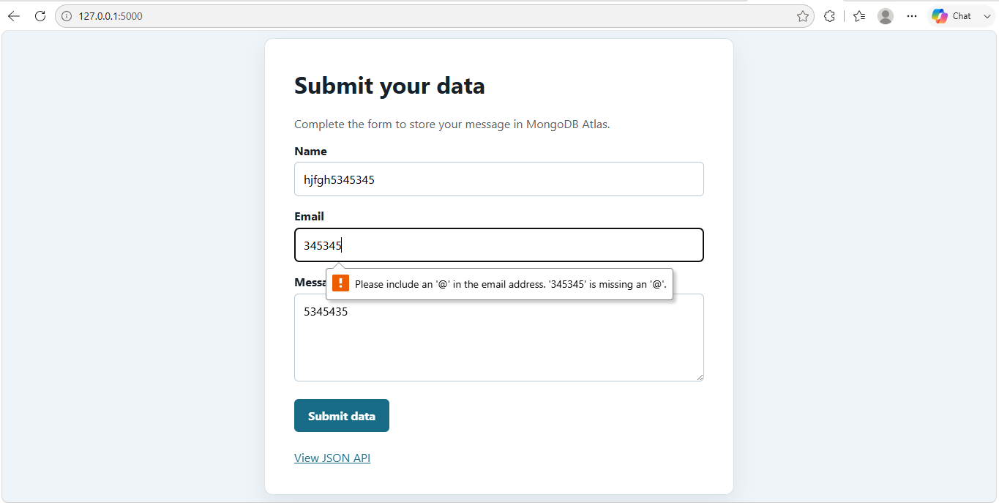 127.0.0.1:5000
Chat
Submit your data
Complete the form to store your message in MongoDB Atlas.
Name
hjfgh5345345
Email
345345
Messa
Please include an '@' in the email address. '345345' is missing an '@'.
5345435
Submit data
View JSON API